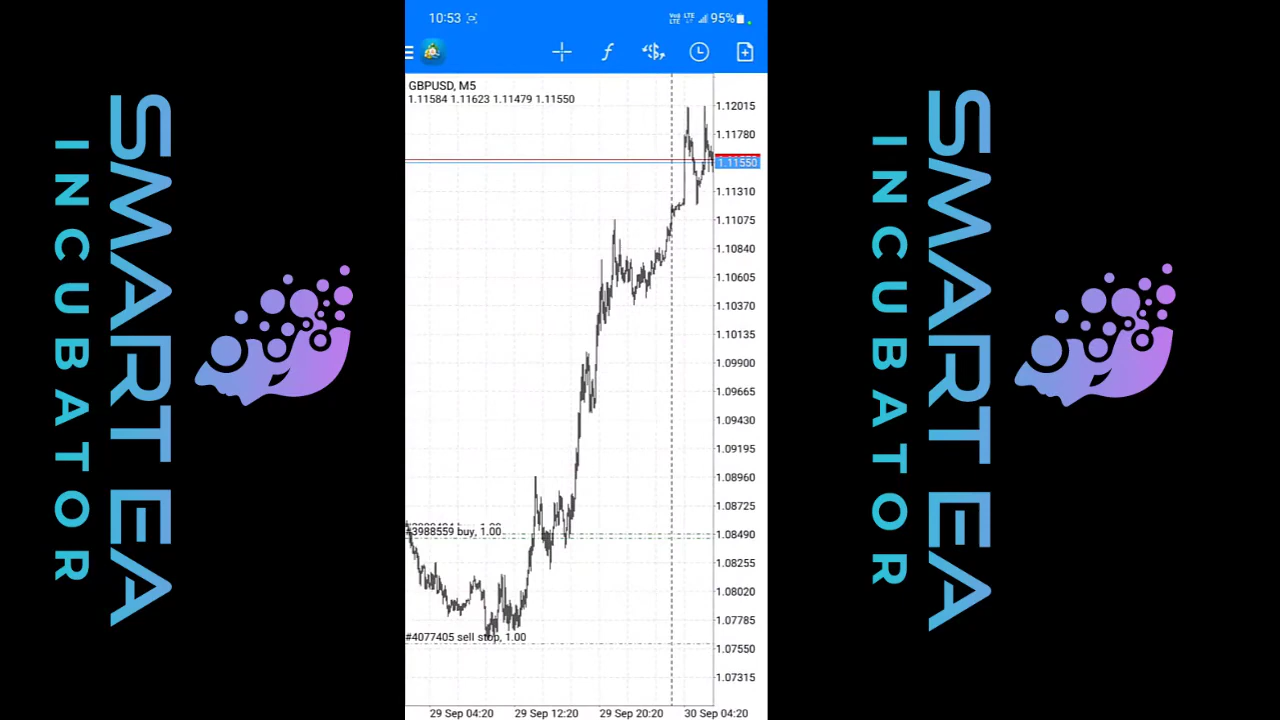 SMART EA
INCUBATOR
10:53
95%
GBPUSD, M5
1.11584 1.11623 1.11479 1.11550
1.12015
1.11780
1.11550
1.11310
1.11075
1.10840
1.10605
1.10370
1.10135
1.09900
1.09665
1.09430
1.09195
1.08960
1.08725
#3988559 buy, 1.00
1.08490
1.08255
1.08020
1.07785
#4077405 sell stop, 1.00
1.07550
1.07315
29 Sep 04:20 29 Sep 12:20 29 Sep 20:20 30 Sep 04:20
SMART EA
INCUBATOR